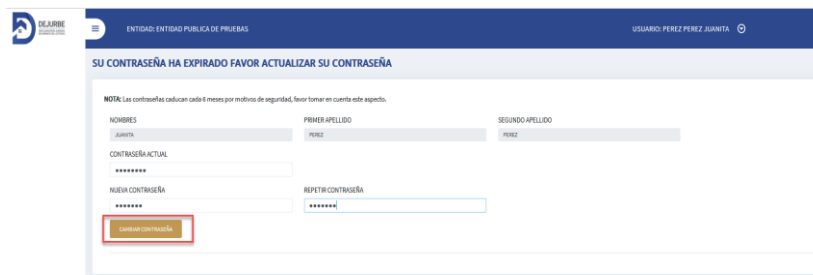 DEJURBE
ENTIDAD: ENTIDAD PUBLICA DE PRUEBAS
USUARIO: PEREZ PEREZ JUANITA
SU CONTRASEÑA HA EXPIRADO FAVOR ACTUALIZAR SU CONTRASEÑA
NOTA: Las contraseñas caducan cada 6 meses por motivos de seguridad, favor tomar en cuenta este aspecto.
NOMBRES PRIMER APELLIDO SEGUNDO APELLIDO
JUANITA PEREZ PEREZ
CONTRASEÑA ACTUAL
NUEVA CONTRASEÑA REPETIR CONTRASEÑA
CAMBIAR CONTRASEÑA